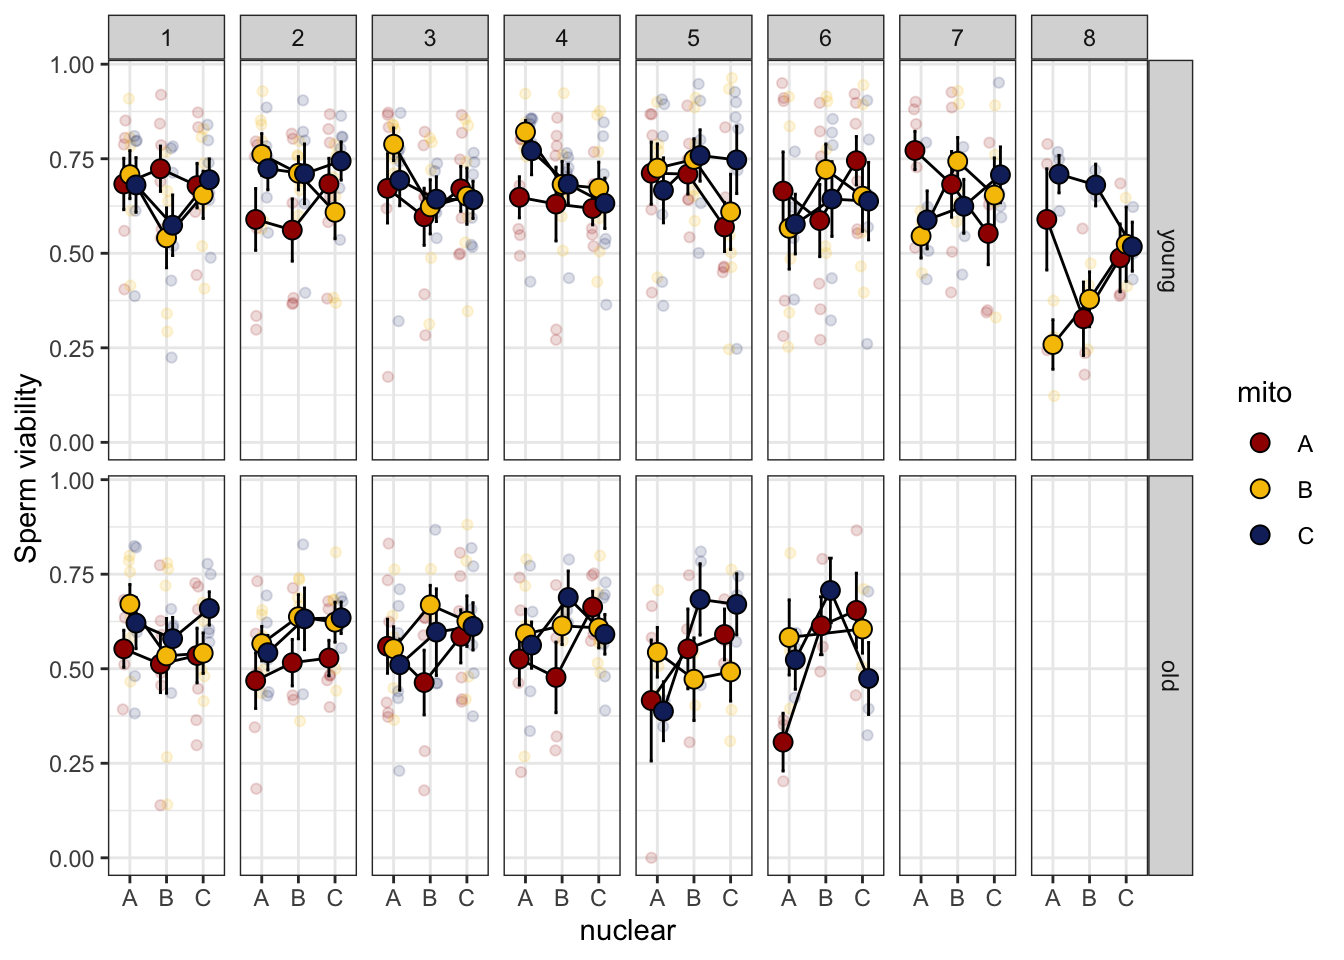 1 2 3 4 5 6 7 8
1.00
0.75
0.50
0.25
0.00
young
1.00
0.75
0.50
0.25
0.00
old
Sperm viability
A B C A B C A B C A B C A B C A B C A B C A B C
nuclear
mito
A
B
C